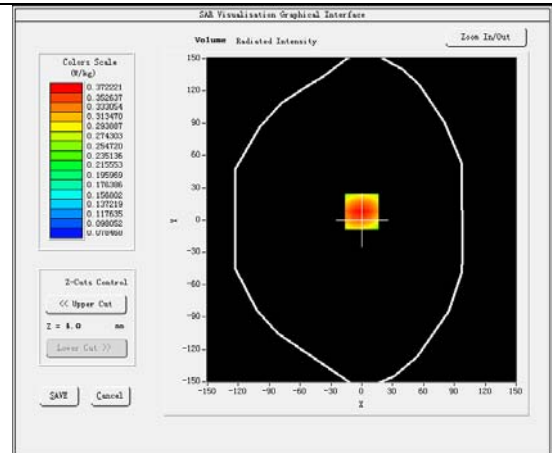 SAR Visualisation Graphical Interface
Volume Radiated Intensity
Zoom In/Out
Colors Scale
(W/kg)
0.372221
0.352637
0.333054
0.313470
0.293887
0.274303
0.254720
0.235136
0.215553
0.195969
0.176386
0.156802
0.137219
0.117635
0.098052
0.078468
Z-Cuts Control
<< Upper Cut
Z = 4.0 mm
Lower Cut >>
SAVE
Cancel
150
120
90
60
30
0
-30
-60
-90
-120
-150
Y
-150 -120 -90 -60 -30 0 30 60 90 120 150
X